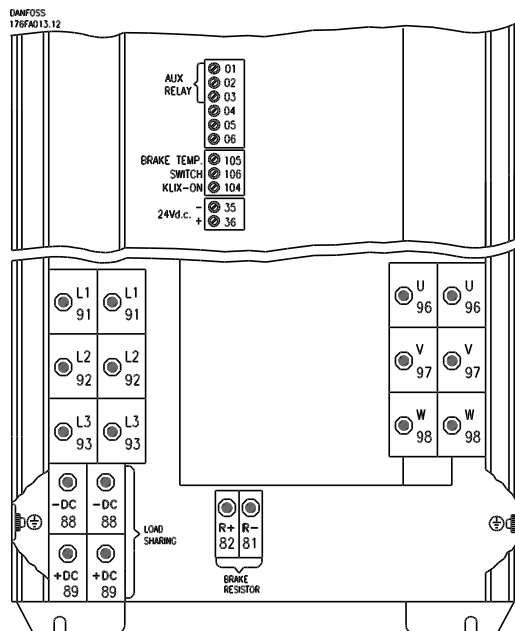 DANFOSS
176FA013.12
AUX
RELAY
01
02
03
04
05
06
BRAKE TEMP.
SWITCH
KLIX-ON
105
106
104
24Vd.c.
- 35
+ 36
L1
91
L1
91
L2
92
L2
92
L3
93
L3
93
U
96
U
96
V
97
V
97
W
98
W
98
-DC
88
-DC
88
+DC
89
+DC
89
LOAD
SHARING
R+
82
R-
81
BRAKE
RESISTOR